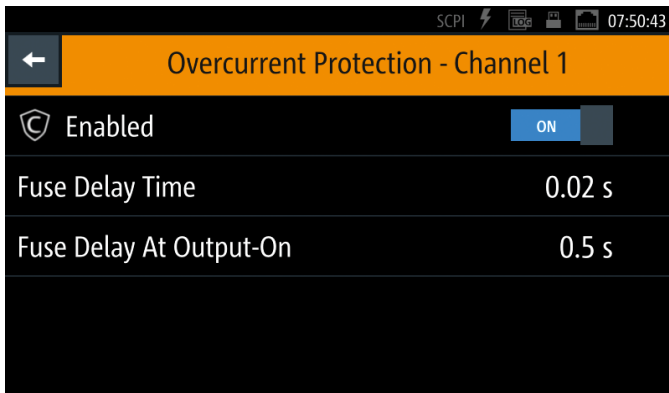 SCPI LOG 07:50:43
Overcurrent Protection - Channel 1
C Enabled ON
Fuse Delay Time 0.02 s
Fuse Delay At Output-On 0.5 s